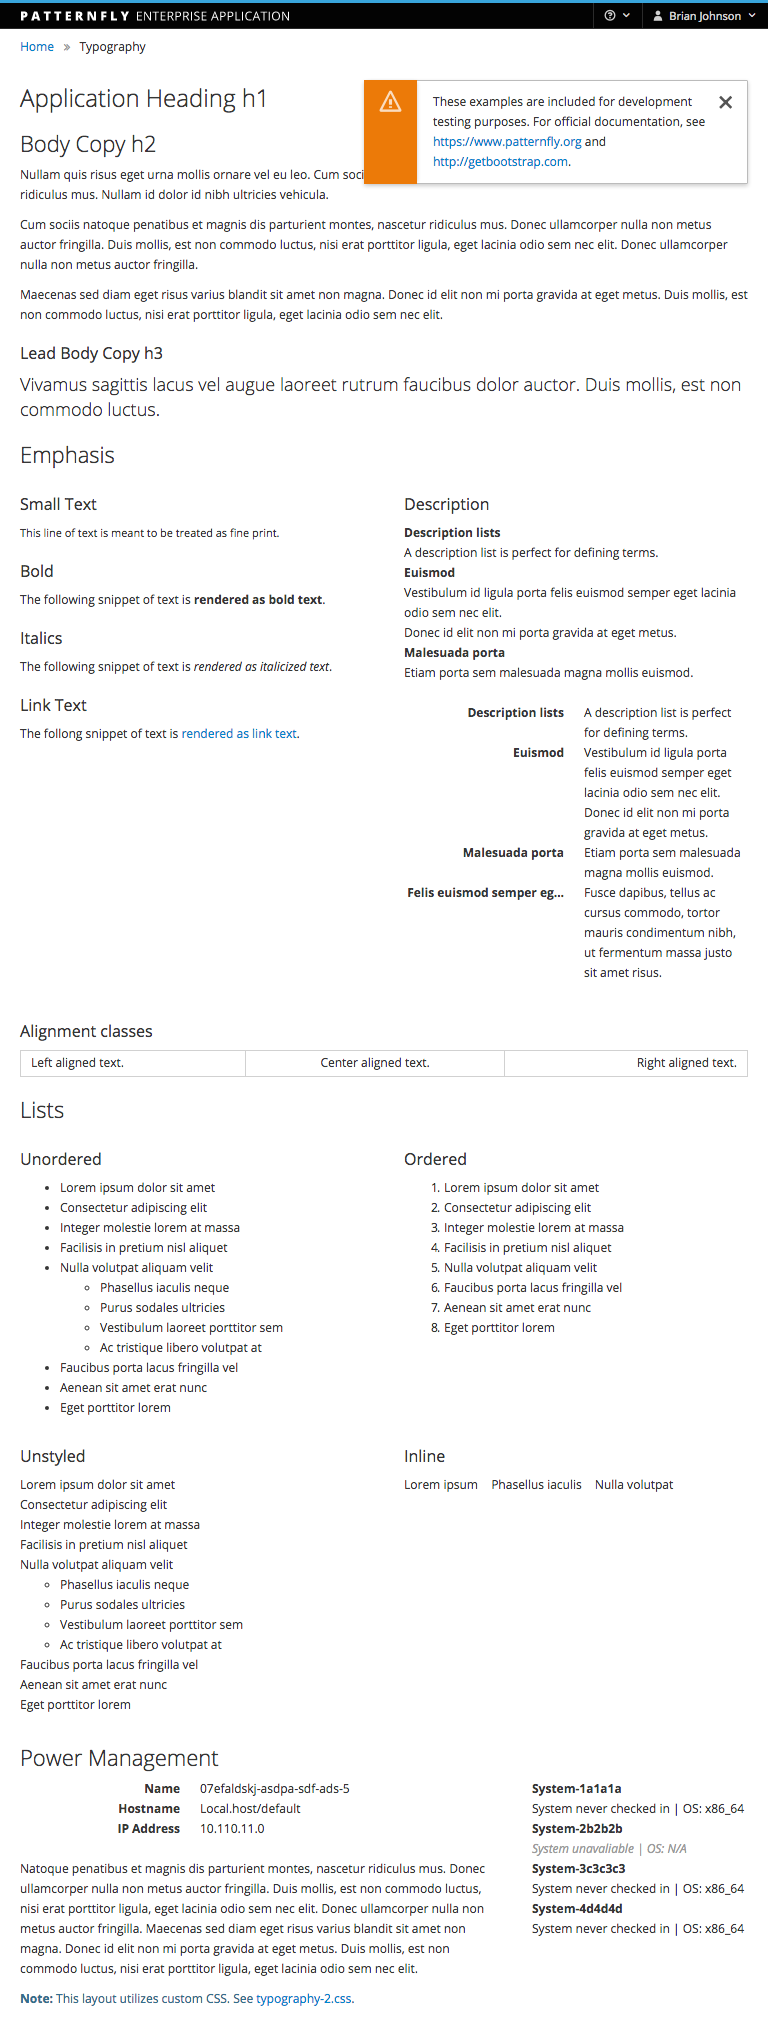 PATTERNFLY ENTERPRISE APPLICATION
Brian Johnson
Home » Typography
Application Heading h1
These examples are included for development
testing purposes. For official documentation, see
https://www.patternfly.org and
http://getbootstrap.com.
Body Copy h2
Nullam quis risus eget urna mollis ornare vel eu leo. Cum soci
ridiculus mus. Nullam id dolor id nibh ultricies vehicula.
Cum sociis natoque penatibus et magnis dis parturient montes, nascetur ridiculus mus. Donec ullamcorper nulla non metus
auctor fringilla. Duis mollis, est non commodo luctus, nisi erat porttitor ligula, eget lacinia odio sem nec elit. Donec ullamcorper
nulla non metus auctor fringilla.
Maecenas sed diam eget risus varius blandit sit amet non magna. Donec id elit non mi porta gravida at eget metus. Duis mollis, est
non commodo luctus, nisi erat porttitor ligula, eget lacinia odio sem nec elit.
Lead Body Copy h3
Vivamus sagittis lacus vel augue laoreet rutrum faucibus dolor auctor. Duis mollis, est non
commodo luctus.
Emphasis
Small Text
This line of text is meant to be treated as fine print.
Bold
The following snippet of text is rendered as bold text.
Italics
The following snippet of text is rendered as italicized text.
Link Text
The follong snippet of text is rendered as link text.
Description
Description lists
A description list is perfect for defining terms.
Euismod
Vestibulum id ligula porta felis euismod semper eget lacinia
odio sem nec elit.
Donec id elit non mi porta gravida at eget metus.
Malesuada porta
Etiam porta sem malesuada magna mollis euismod.
Description lists A description list is perfect
for defining terms.
Euismod Vestibulum id ligula porta
felis euismod semper eget
lacinia odio sem nec elit.
Donec id elit non mi porta
gravida at eget metus.
Malesuada porta Etiam porta sem malesuada
magna mollis euismod.
Felis euismod semper eg... Fusce dapibus, tellus ac
cursus commodo, tortor
mauris condimentum nibh,
ut fermentum massa justo
sit amet risus.
Alignment classes
Left aligned text. Center aligned text. Right aligned text.
Lists
Unordered
• Lorem ipsum dolor sit amet
• Consectetur adipiscing elit
• Integer molestie lorem at massa
• Facilisis in pretium nisl aliquet
• Nulla volutpat aliquam velit
◦ Phasellus iaculis neque
◦ Purus sodales ultricies
◦ Vestibulum laoreet porttitor sem
◦ Ac tristique libero volutpat at
• Faucibus porta lacus fringilla vel
• Aenean sit amet erat nunc
• Eget porttitor lorem
Ordered
1. Lorem ipsum dolor sit amet
2. Consectetur adipiscing elit
3. Integer molestie lorem at massa
4. Facilisis in pretium nisl aliquet
5. Nulla volutpat aliquam velit
6. Faucibus porta lacus fringilla vel
7. Aenean sit amet erat nunc
8. Eget porttitor lorem
Unstyled
Lorem ipsum dolor sit amet
Consectetur adipiscing elit
Integer molestie lorem at massa
Facilisis in pretium nisl aliquet
Nulla volutpat aliquam velit
◦ Phasellus iaculis neque
◦ Purus sodales ultricies
◦ Vestibulum laoreet porttitor sem
◦ Ac tristique libero volutpat at
Faucibus porta lacus fringilla vel
Aenean sit amet erat nunc
Eget porttitor lorem
Inline
Lorem ipsum Phasellus iaculis Nulla volutpat
Power Management
Name 07efaldskj-asdpa-sdf-ads-5
Hostname Local.host/default
IP Address 10.110.11.0
Natoque penatibus et magnis dis parturient montes, nascetur ridiculus mus. Donec
ullamcorper nulla non metus auctor fringilla. Duis mollis, est non commodo luctus,
nisi erat porttitor ligula, eget lacinia odio sem nec elit. Donec ullamcorper nulla non
metus auctor fringilla. Maecenas sed diam eget risus varius blandit sit amet non
magna. Donec id elit non mi porta gravida at eget metus. Duis mollis, est non
commodo luctus, nisi erat porttitor ligula, eget lacinia odio sem nec elit.
Note: This layout utilizes custom CSS. See typography-2.css.
System-1a1a1a
System never checked in | OS: x86_64
System-2b2b2b
System unavaliable | OS: N/A
System-3c3c3c3
System never checked in | OS: x86_64
System-4d4d4d
System never checked in | OS: x86_64